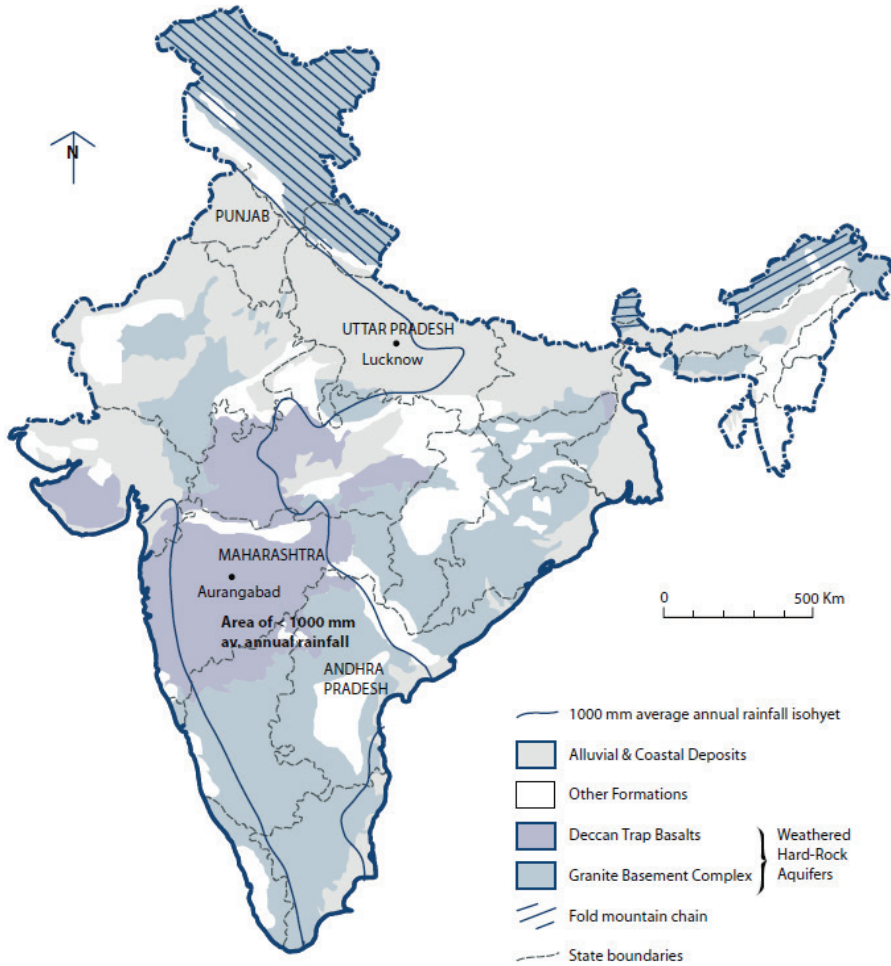 N
PUNJAB
UTTAR PRADESH
Lucknow
MAHARASHTRA
Aurangabad
Area of < 1000 mm
av. annual rainfall
ANDHRA
PRADESH
0 500 Km
1000 mm average annual rainfall isohyet
Alluvial & Coastal Deposits
Other Formations
Deccan Trap Basalts
Granite Basement Complex
Weathered
Hard-Rock
Aquifers
Fold mountain chain
State boundaries